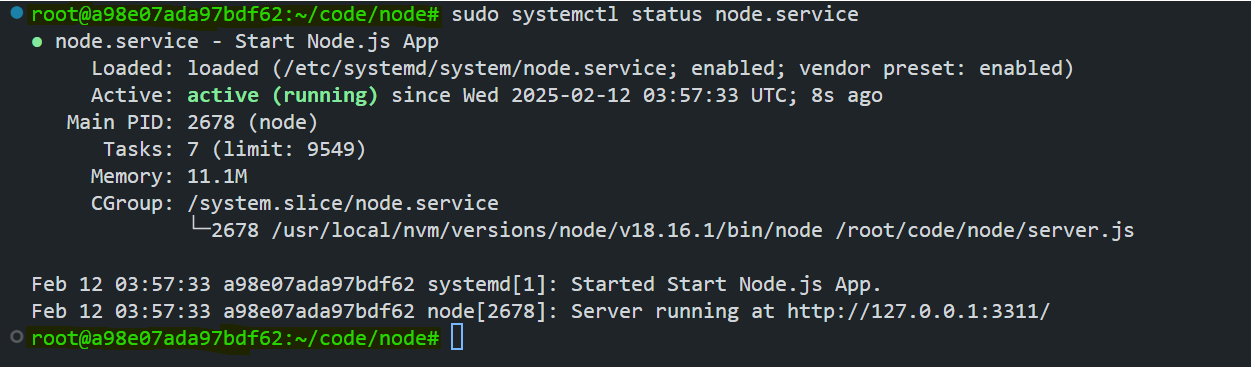 root@a98e07ada97bdf62:~/code/node# sudo systemctl status node.service
● node.service - Start Node.js App
Loaded: loaded (/etc/systemd/system/node.service; enabled; vendor preset: enabled)
Active: active (running) since Wed 2025-02-12 03:57:33 UTC; 8s ago
Main PID: 2678 (node)
Tasks: 7 (limit: 9549)
Memory: 11.1M
CGroup: /system.slice/node.service
└─2678 /usr/local/nvm/versions/node/v18.16.1/bin/node /root/code/node/server.js
Feb 12 03:57:33 a98e07ada97bdf62 systemd[1]: Started Start Node.js App.
Feb 12 03:57:33 a98e07ada97bdf62 node[2678]: Server running at http://127.0.0.1:3311/
root@a98e07ada97bdf62:~/code/node#